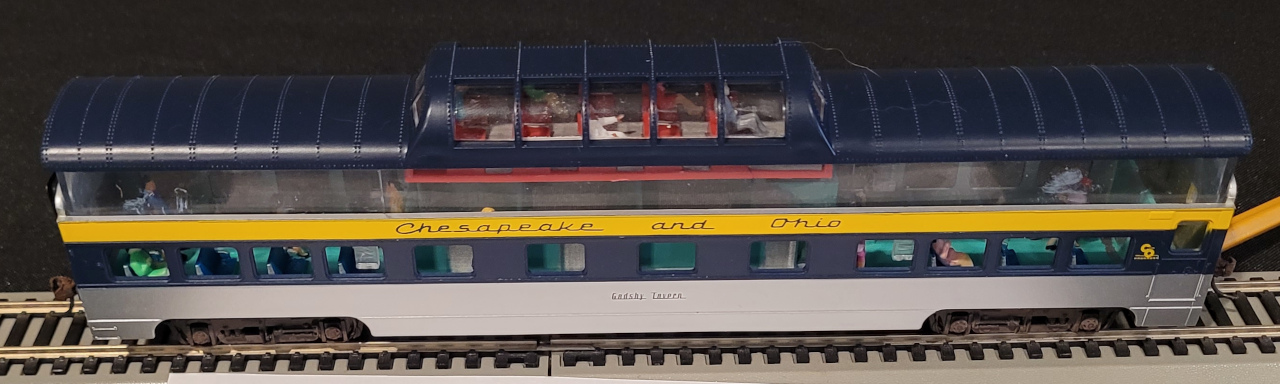 Chesapeake and Ohio
Gadsby Tavern